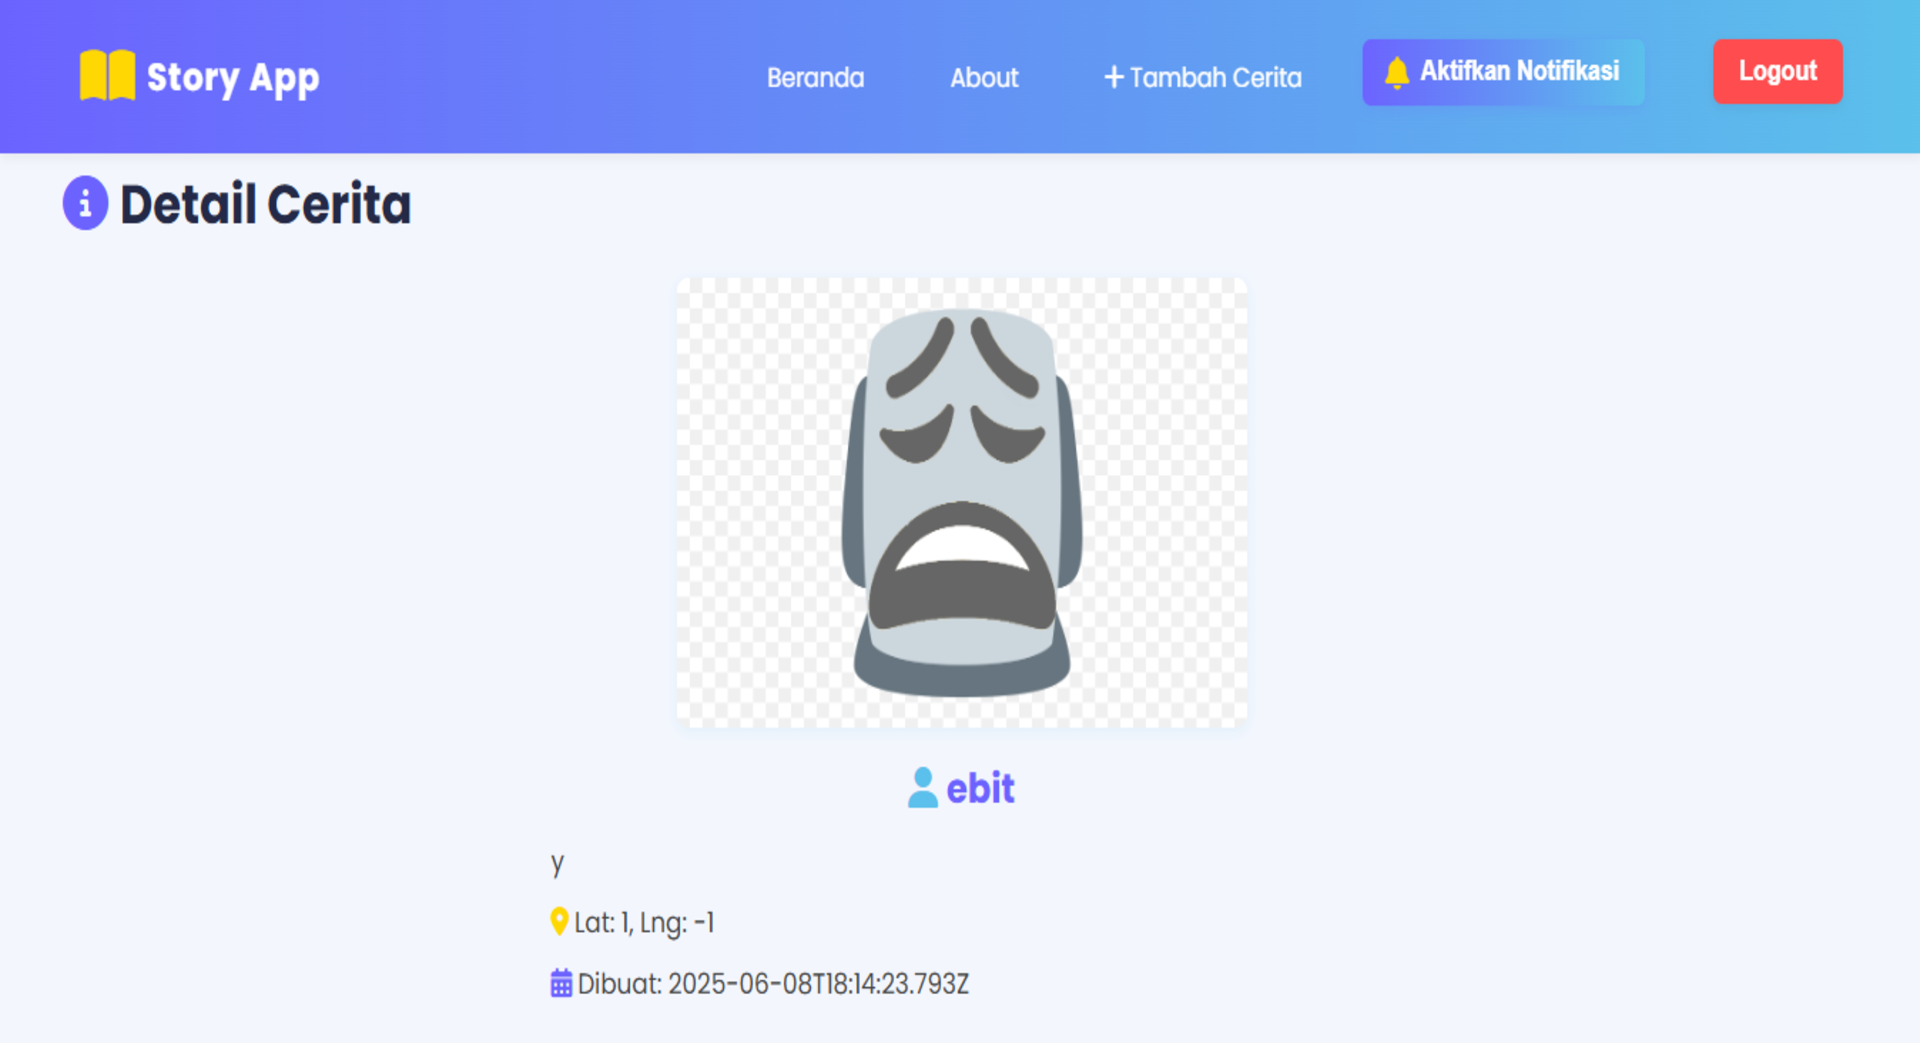 Story App
Beranda
About
+ Tambah Cerita
Aktifkan Notifikasi
Logout
Detail Cerita
ebit
y
Lat: 1, Lng: -1
Dibuat: 2025-06-08T18:14:23.793Z